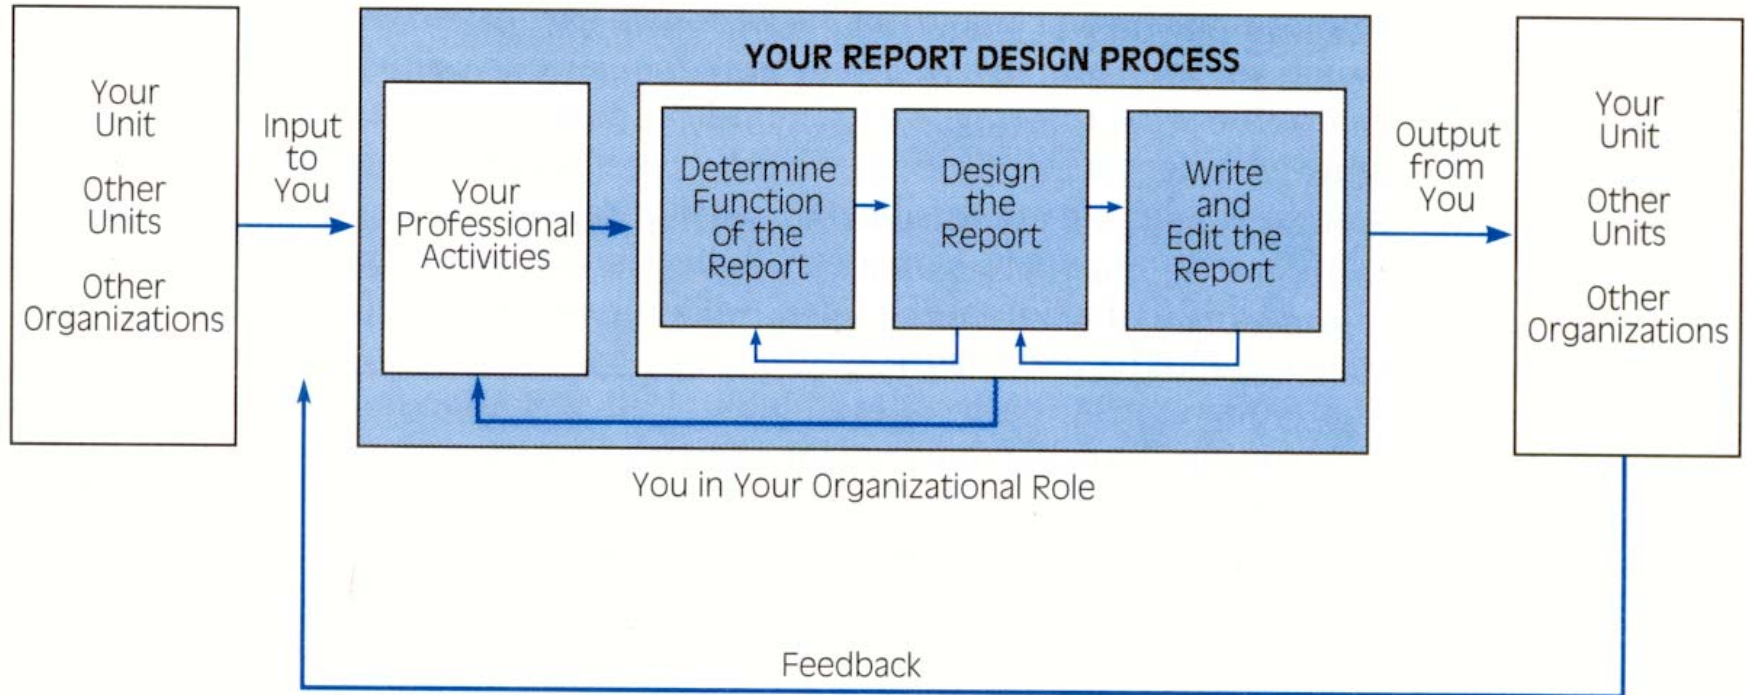 Your
Unit
Other
Units
Other
Organizations
Input
to
You
YOUR REPORT DESIGN PROCESS
Your
Professional
Activities
Determine
Function
of the
Report
Design
the
Report
Write
and
Edit the
Report
You in Your Organizational Role
Output
from
You
Your
Unit
Other
Units
Other
Organizations
Feedback